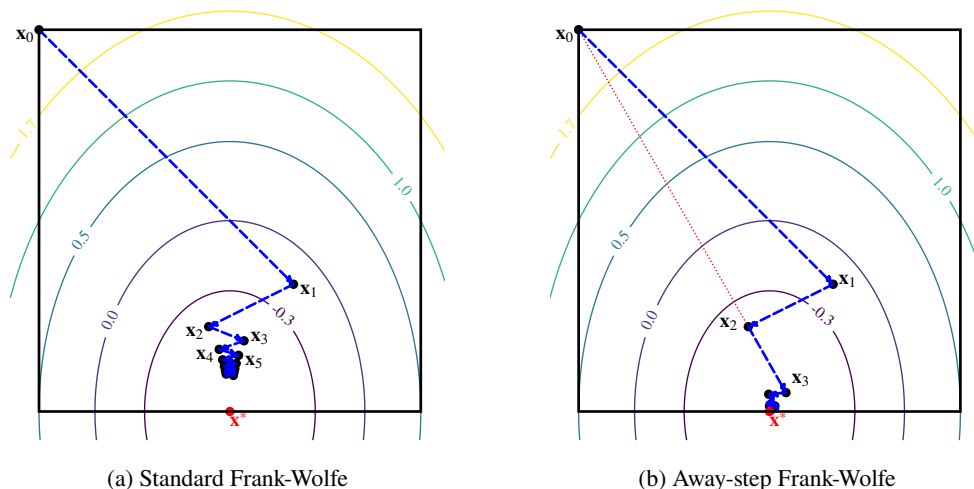 x₀
1.7
1.0
0.5
0.0
-0.3
x₁
x₂
x₃
x₄
x₅
x*
(a) Standard Frank-Wolfe
x₀
1.7
1.0
0.5
0.0
-0.3
x₁
x₂
x₃
x*
(b) Away-step Frank-Wolfe